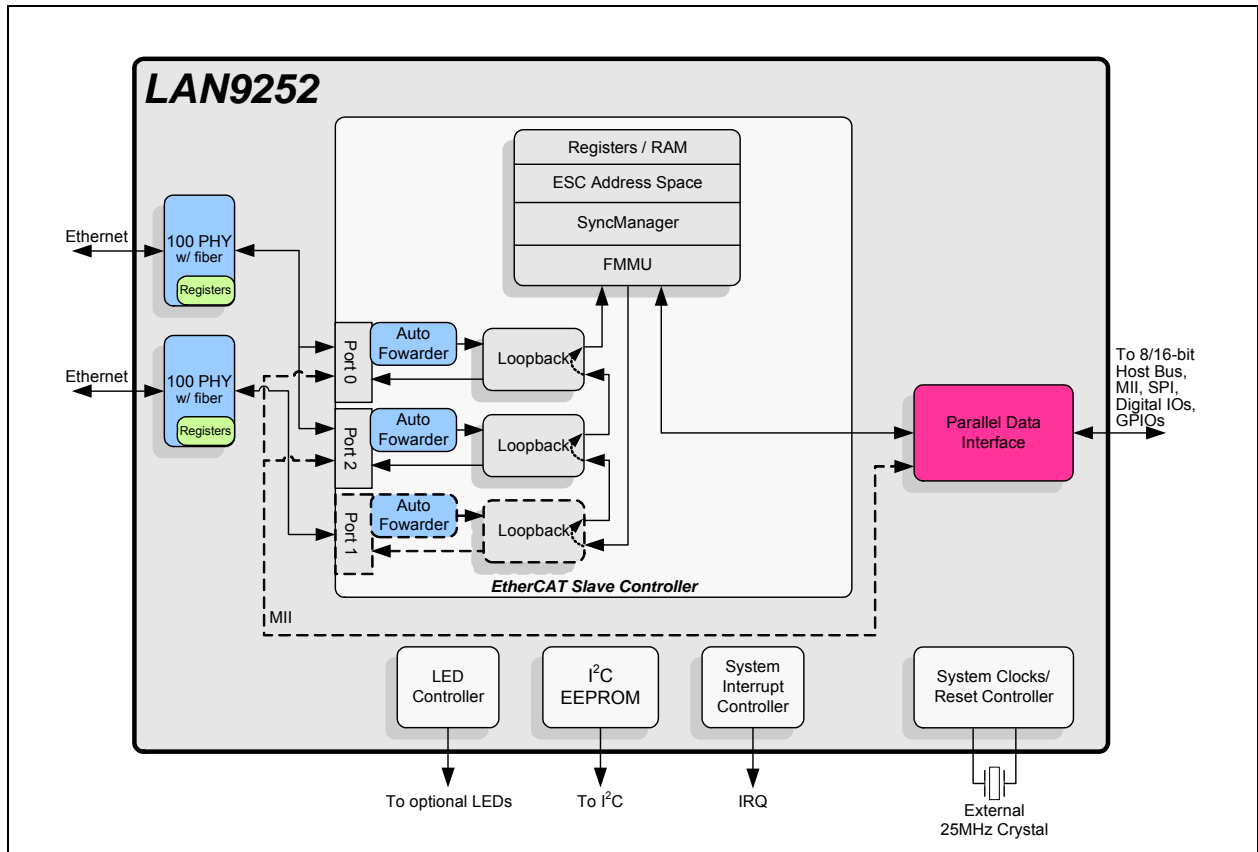 LAN9252
Registers / RAM
ESC Address Space
SyncManager
FMMU
Ethernet
100 PHY
w/ fiber
Registers
Ethernet
100 PHY
w/ fiber
Registers
Port 0
Auto
Fowarder
Loopback
Port 2
Auto
Fowarder
Loopback
Port 1
Auto
Fowarder
Loopback
EtherCAT Slave Controller
MII
Parallel Data
Interface
To 8/16-bit
Host Bus,
MII, SPI,
Digital IOs,
GPIOs
LED
Controller
I²C
EEPROM
System
Interrupt
Controller
System Clocks/
Reset Controller
To optional LEDs
To I²C
IRQ
External
25MHz Crystal